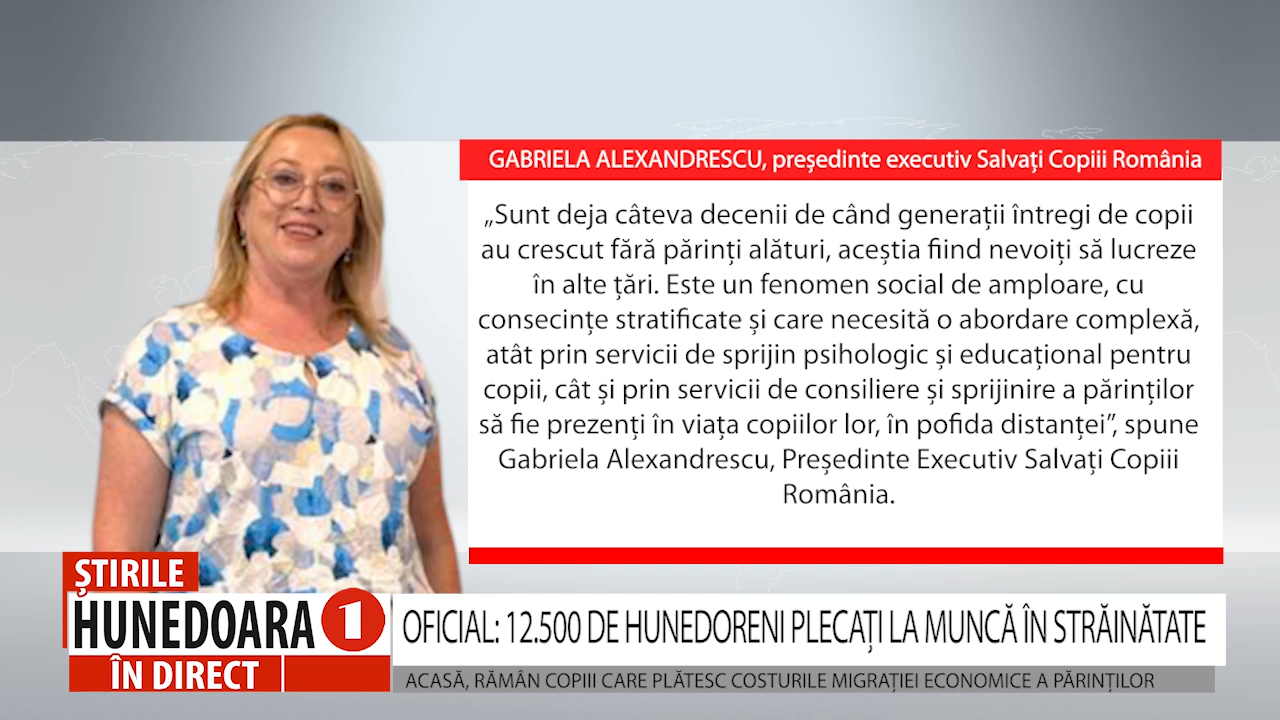 GABRIELA ALEXANDRESCU, președinte executiv Salvați Copiii România
„Sunt deja câteva decenii de când generații întregi de copii
au crescut fără părinți alături, aceștia fiind nevoiți să lucreze
în alte țări. Este un fenomen social de amploare, cu
consecințe stratificate și care necesită o abordare complexă,
atât prin servicii de sprijin psihologic și educațional pentru
copii, cât și prin servicii de consiliere și sprijinire a părinților
să fie prezenți în viața copiilor lor, în pofida distanței”, spune
Gabriela Alexandrescu, Președinte Executiv Salvați Copiii
România.
ȘTIRILE
HUNEDOARA 1
ÎN DIRECT
OFICIAL: 12.500 DE HUNEDORENI PLECAȚI LA MUNCĂ ÎN STRĂINĂTATE
ACASĂ, RĂMÂN COPIII CARE PLĂTESC COSTURILE MIGRAȚIEI ECONOMICE A PĂRINȚILOR